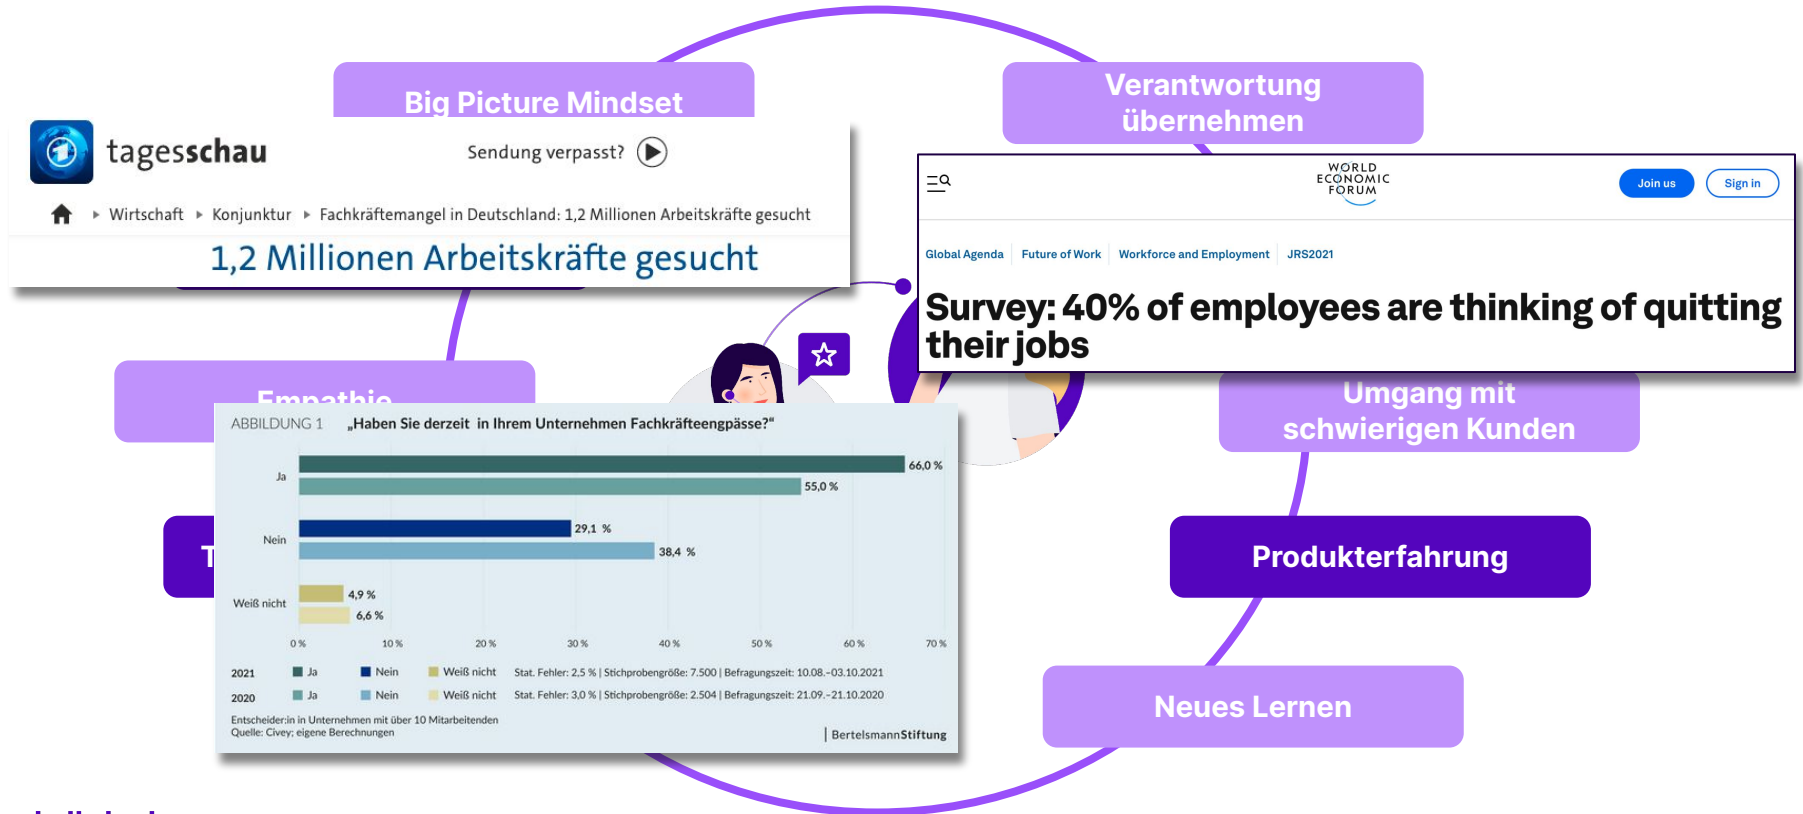 Big Picture Mindset
Verantwortung
übernehmen
tagesschau
Sendung verpasst?
Wirtschaft Konjunktur Fachkräftemangel in Deutschland: 1,2 Millionen Arbeitskräfte gesucht
1,2 Millionen Arbeitskräfte gesucht
WORLD
ECONOMIC
FORUM
Join us
Sign in
Global Agenda Future of Work Workforce and Employment JRS2021
Survey: 40% of employees are thinking of quitting
their jobs
Empathie
Umgang mit
schwierigen Kunden
ABBILDUNG 1 „Haben Sie derzeit in Ihrem Unternehmen Fachkräfteengpässe?“
Ja
66,0 %
55,0 %
Nein
29,1 %
38,4 %
Weiß nicht
4,9 %
6,6 %
0 % 10 % 20 % 30 % 40 % 50 % 60 % 70 %
2021 Ja Nein Weiß nicht Stat. Fehler: 2,5 % | Stichprobengröße: 7.500 | Befragungszeit: 10.08.–03.10.2021
2020 Ja Nein Weiß nicht Stat. Fehler: 3,0 % | Stichprobengröße: 2.504 | Befragungszeit: 21.09.–21.10.2020
Entscheider:in in Unternehmen mit über 10 Mitarbeitenden
Quelle: Civey; eigene Berechnungen
BertelsmannStiftung
Produkterfahrung
Neues Lernen